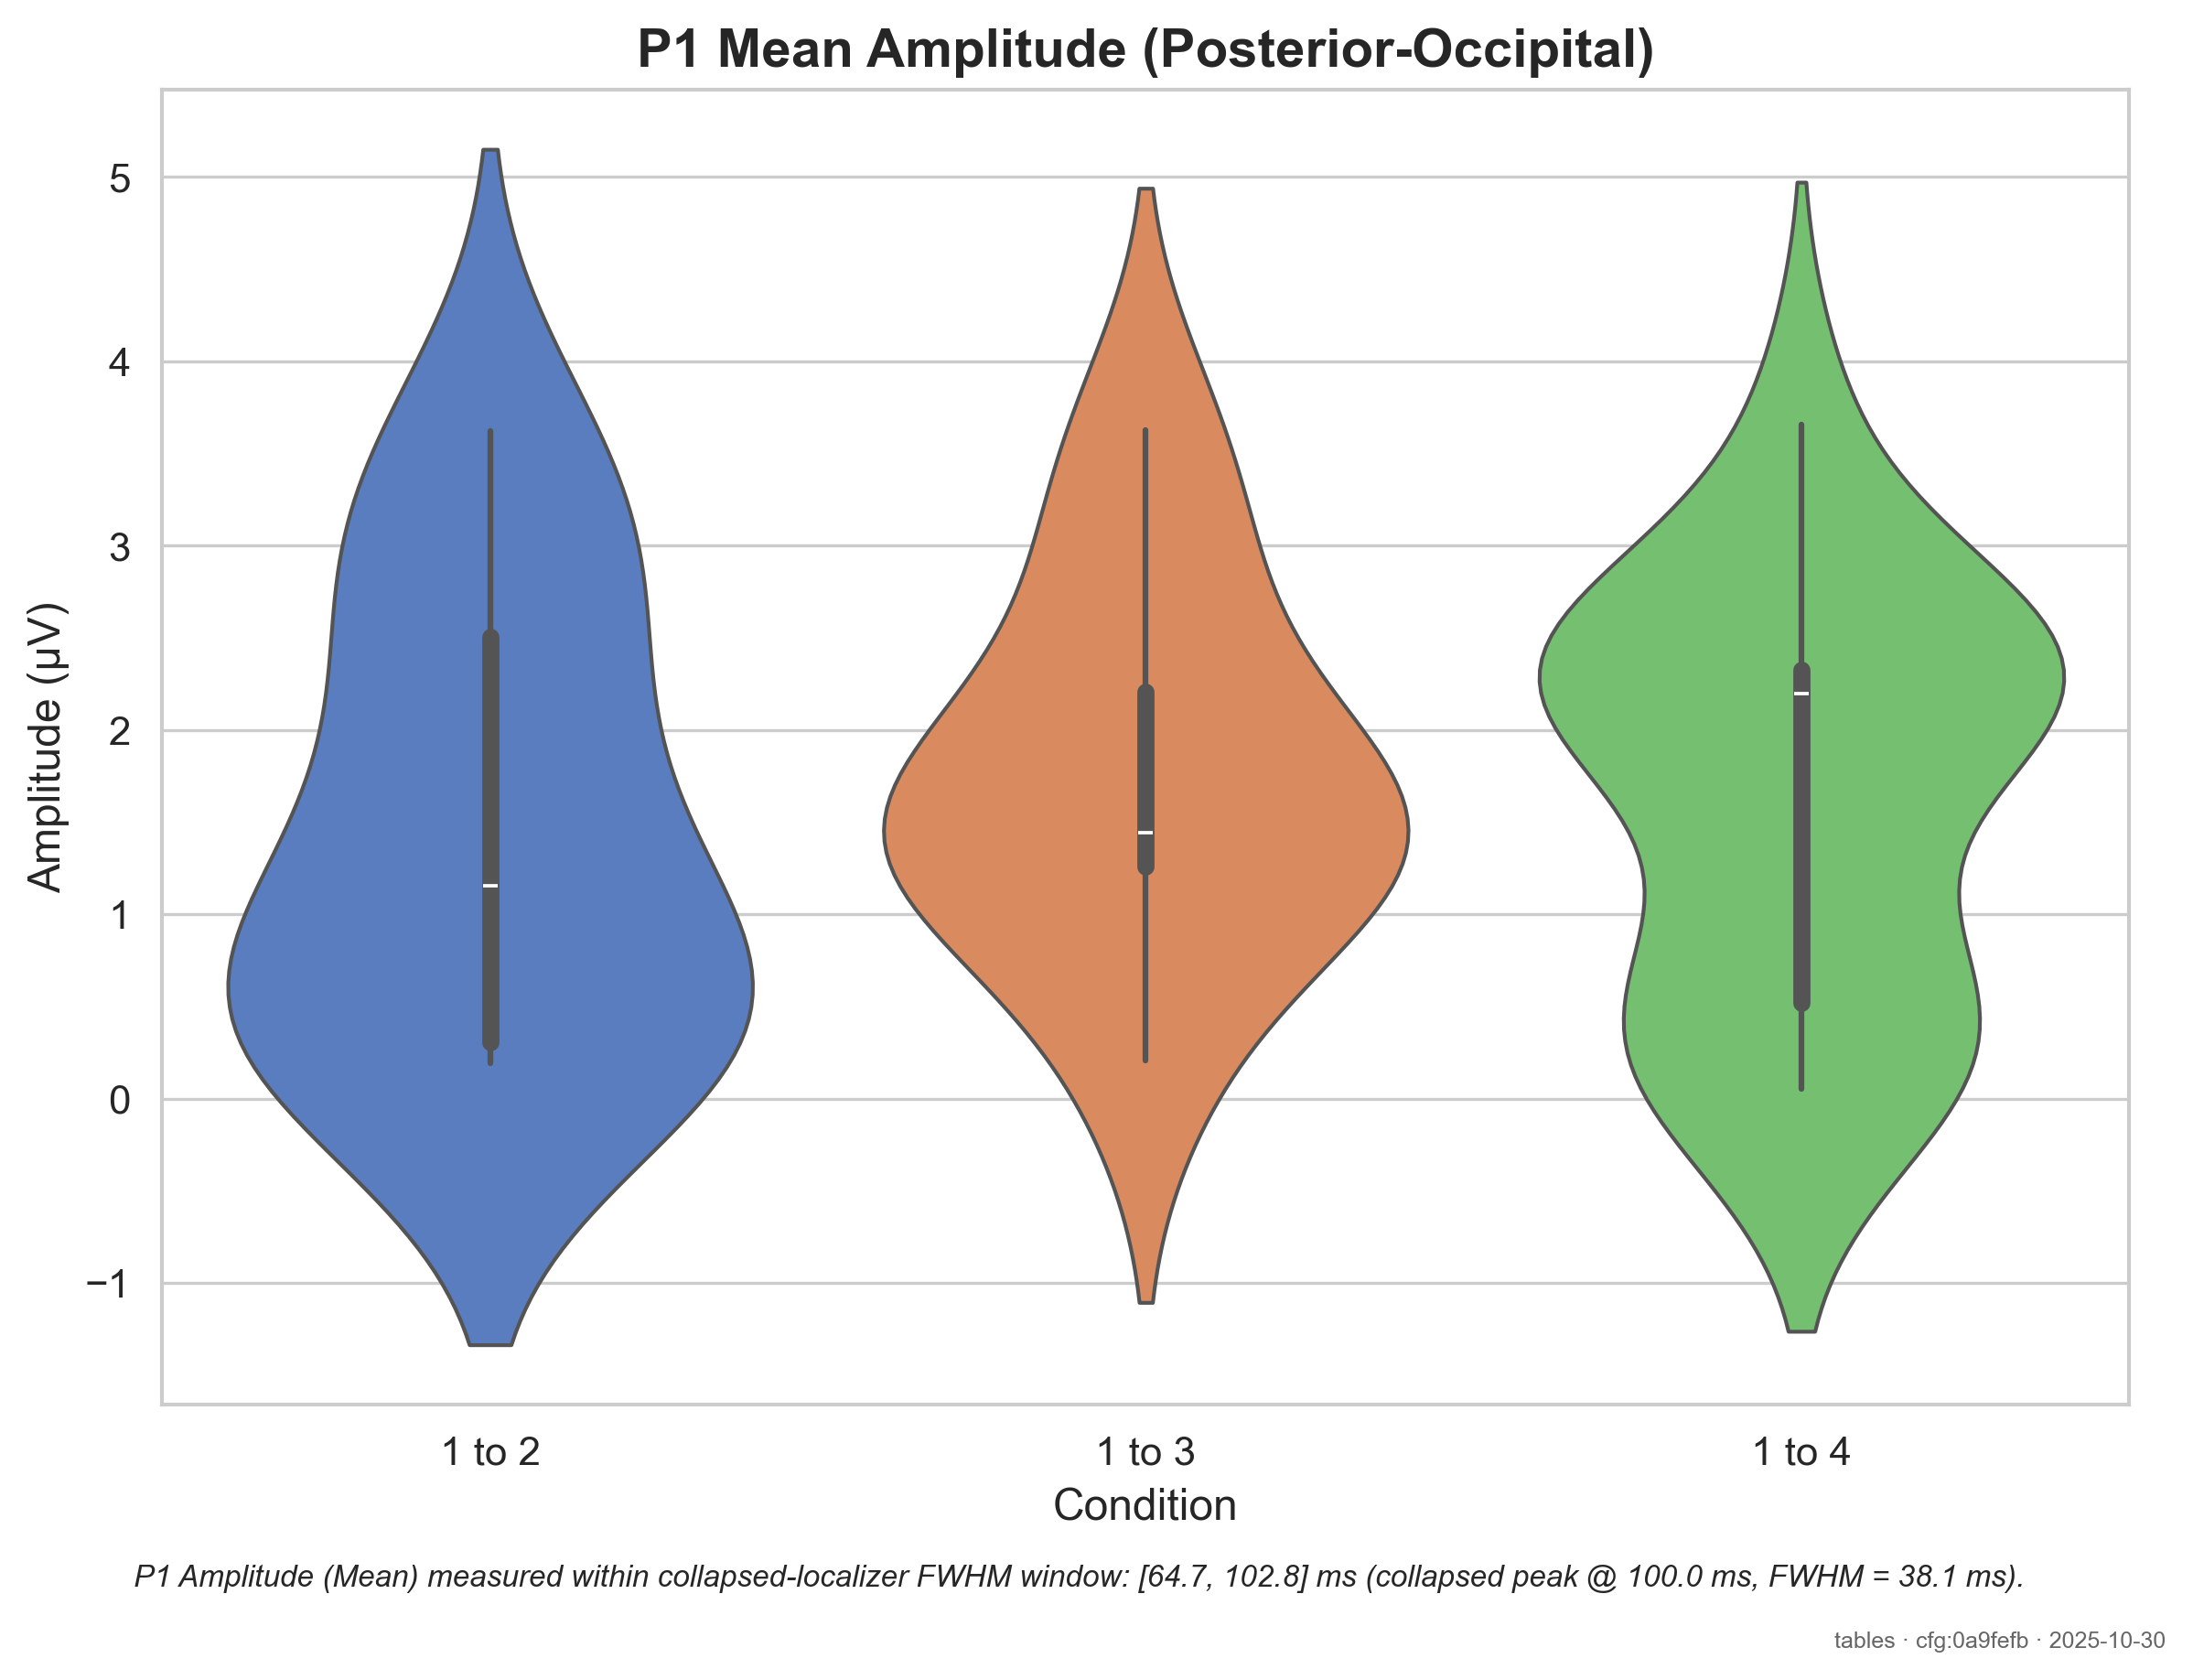 P1 Mean Amplitude (Posterior-Occipital)
Amplitude (µV)
5
4
3
2
1
0
−1
1 to 2
1 to 3
1 to 4
Condition
P1 Amplitude (Mean) measured within collapsed-localizer FWHM window: [64.7, 102.8] ms (collapsed peak @ 100.0 ms, FWHM = 38.1 ms).
tables · cfg:0a9fefb · 2025-10-30